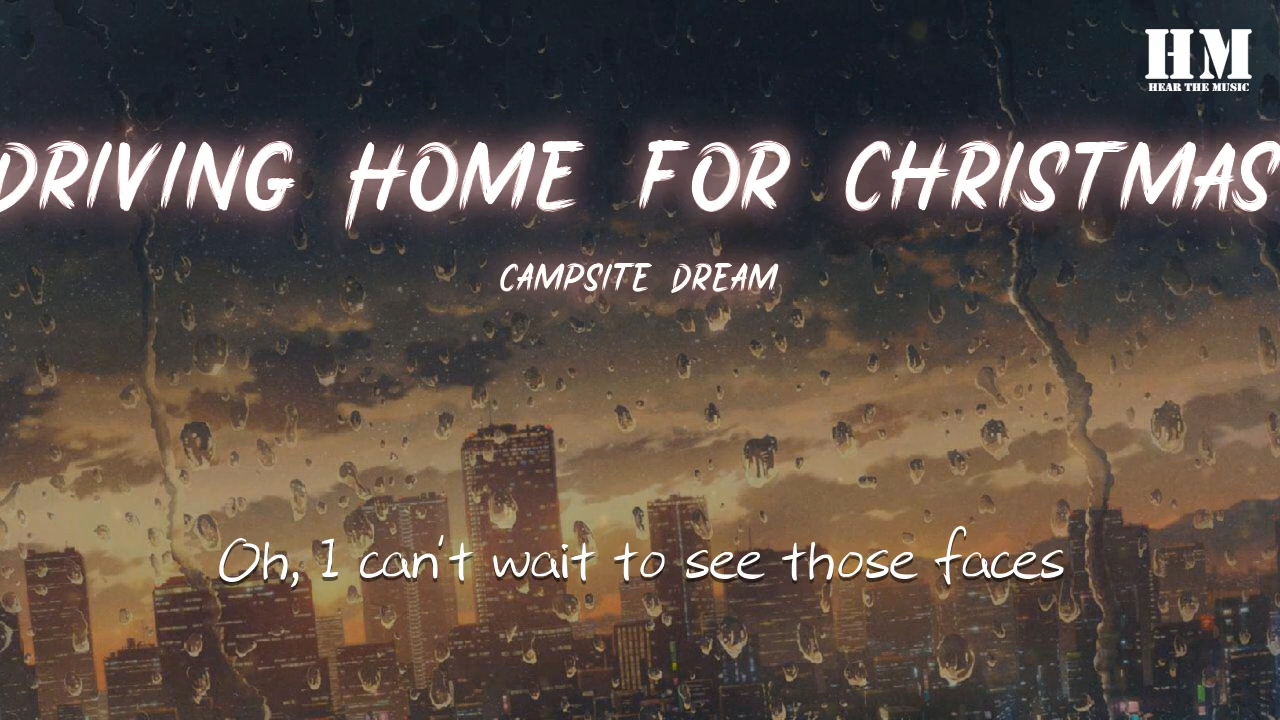 HM
HEAR THE MUSIC
DRIVING HOME FOR CHRISTMAS
CAMPSITE DREAM
Oh, I can't wait to see those faces